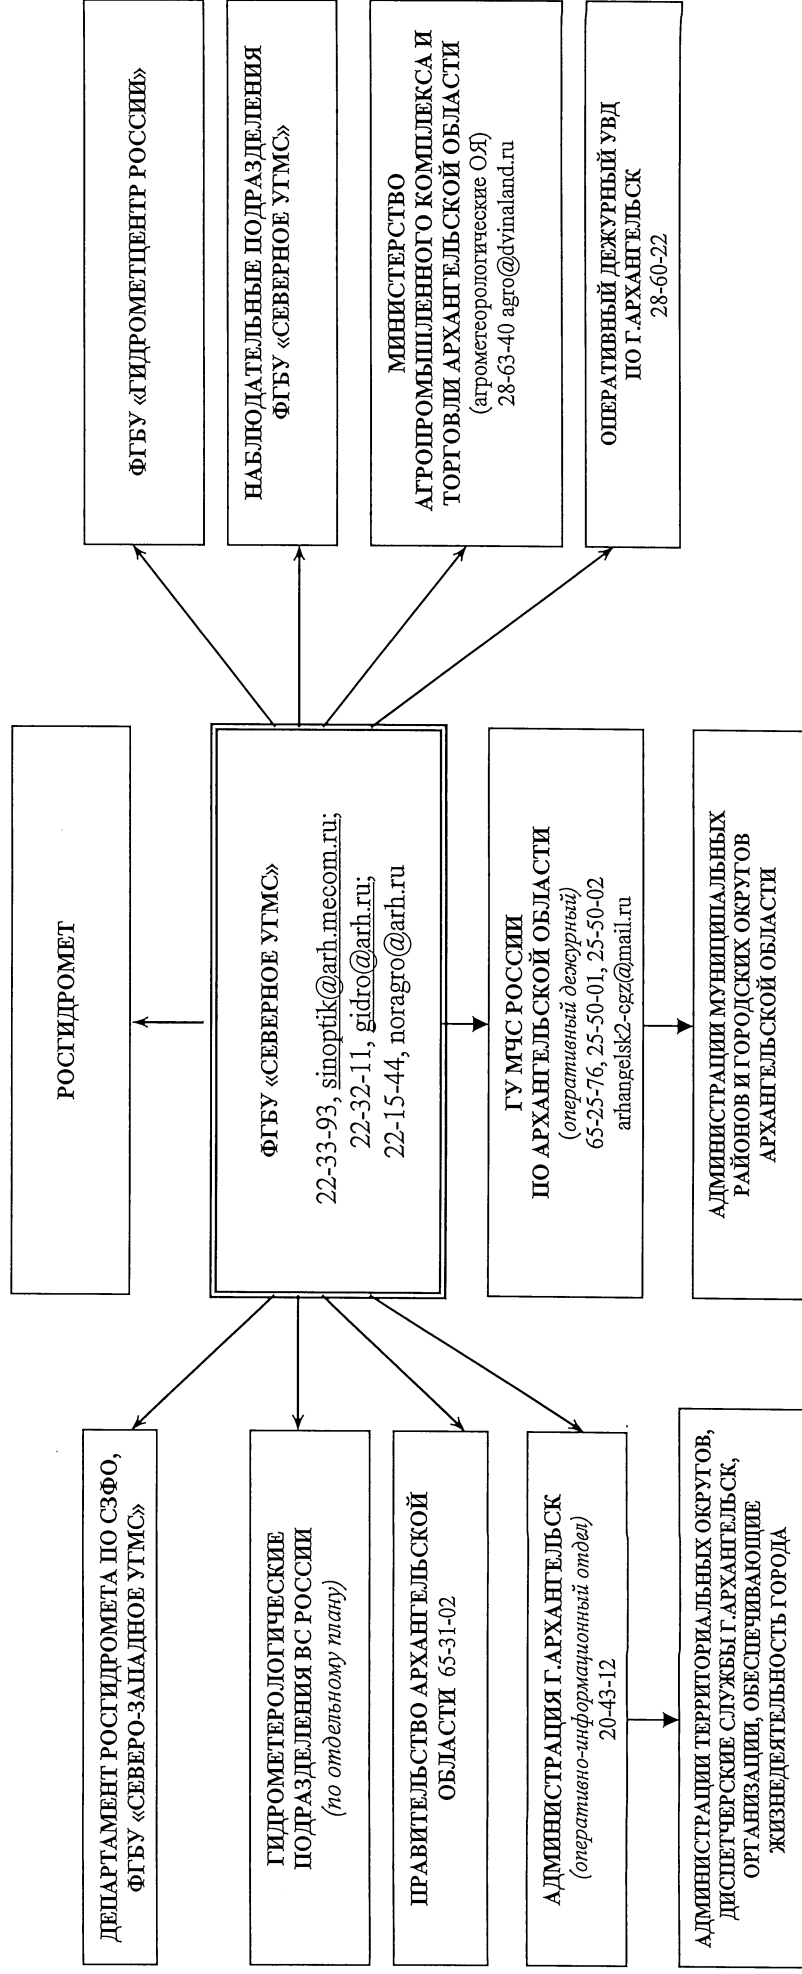 РОСГИДРОМЕТ
ДЕПАРТАМЕНТ РОСГИДРОМЕТА ПО СЗФО,
ФГБУ «СЕВЕРО-ЗАПАДНОЕ УГМС»
ГИДРОМЕТЕРОЛОГИЧЕСКИЕ
ПОДРАЗДЕЛЕНИЯ ВС РОССИИ
(по отдельному плану)
ПРАВИТЕЛЬСТВО АРХАНГЕЛЬСКОЙ
ОБЛАСТИ 65-31-02
АДМИНИСТРАЦИЯ Г.АРХАНГЕЛЬСК
(оперативно-информационный отдел)
20-43-12
АДМИНИСТРАЦИИ ТЕРРИТОРИАЛЬНЫХ ОКРУГОВ,
ДИСПЕТЧЕРСКИЕ СЛУЖБЫ Г.АРХАНГЕЛЬСК,
ОРГАНИЗАЦИИ, ОБЕСПЕЧИВАЮЩИЕ
ЖИЗНЕДЕЯТЕЛЬНОСТЬ ГОРОДА
ФГБУ «СЕВЕРНОЕ УГМС»
22-33-93, sinoptik@arh.mecom.ru;
22-32-11, gidro@arh.ru;
22-15-44, noragro@arh.ru
ГУ МЧС РОССИИ
ПО АРХАНГЕЛЬСКОЙ ОБЛАСТИ
(оперативный дежурный)
65-25-76, 25-50-01, 25-50-02
arhangelsk2-cgz@mail.ru
АДМИНИСТРАЦИИ МУНИЦИПАЛЬНЫХ
РАЙОНОВ И ГОРОДСКИХ ОКРУГОВ
АРХАНГЕЛЬСКОЙ ОБЛАСТИ
ФГБУ «ГИДРОМЕТЦЕНТР РОССИИ»
НАБЛЮДАТЕЛЬНЫЕ ПОДРАЗДЕЛЕНИЯ
ФГБУ «СЕВЕРНОЕ УГМС»
МИНИСТЕРСТВО
АГРОПРОМЫШЛЕННОГО КОМПЛЕКСА И
ТОРГОВЛИ АРХАНГЕЛЬСКОЙ ОБЛАСТИ
(агрометеорологические ОЯ)
28-63-40 agro@dvinaland.ru
ОПЕРАТИВНЫЙ ДЕЖУРНЫЙ УВД
ПО Г.АРХАНГЕЛЬСК
28-60-22